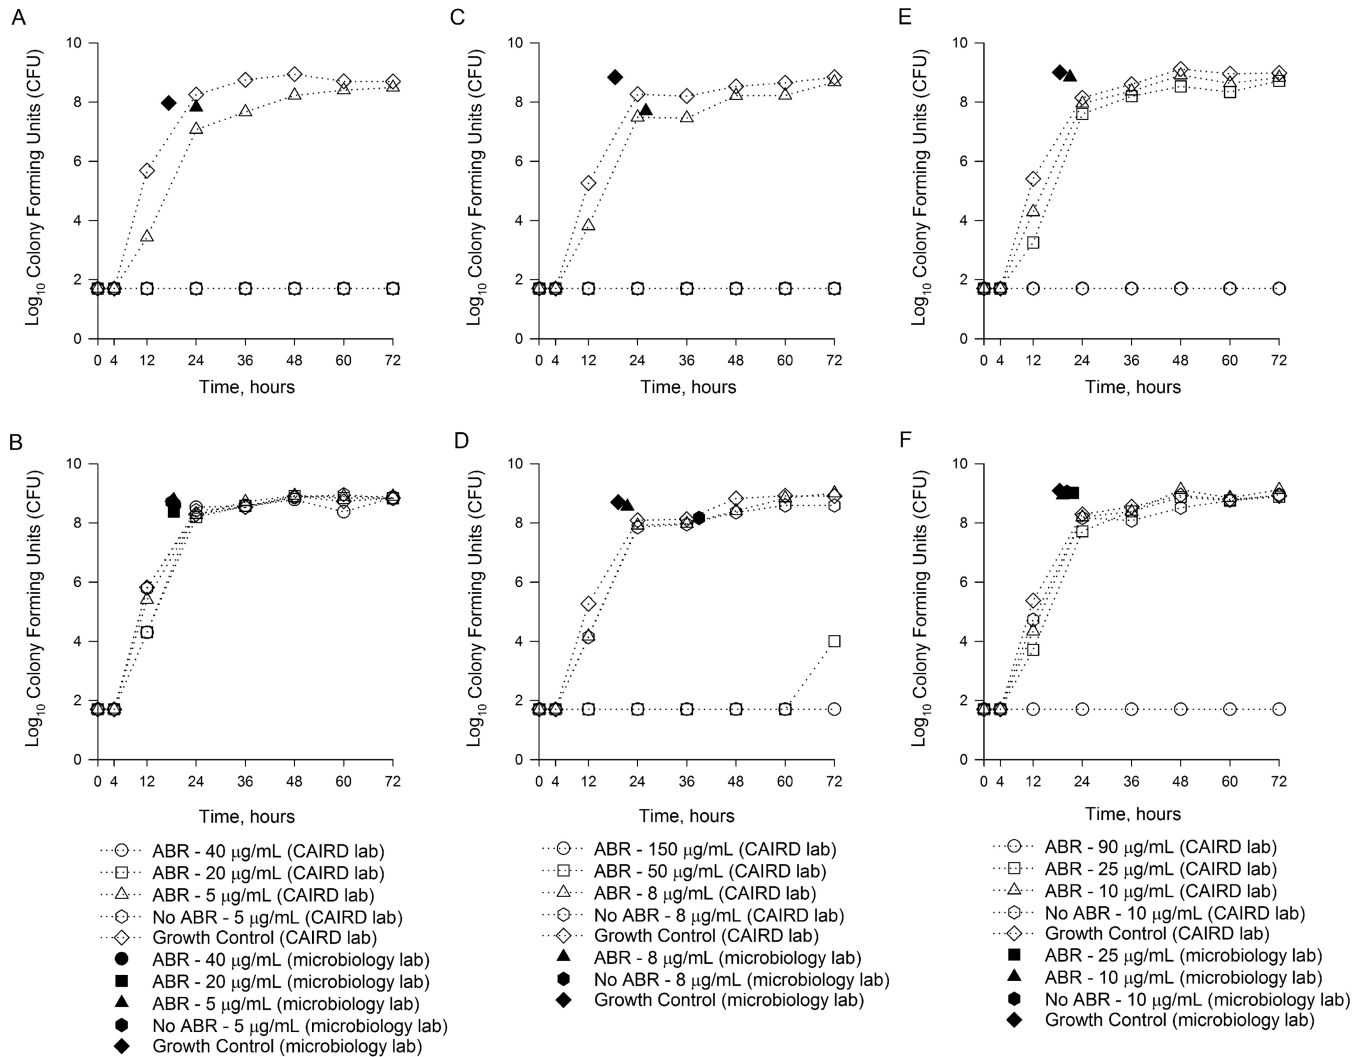 A
C
E
10
8
6
4
2
0
Log10 Colony Forming Units (CFU)
0 4 12 24 36 48 60 72
Time, hours
10
8
6
4
2
0
Log10 Colony Forming Units (CFU)
0 4 12 24 36 48 60 72
Time, hours
10
8
6
4
2
0
Log10 Colony Forming Units (CFU)
0 4 12 24 36 48 60 72
Time, hours
B
D
F
10
8
6
4
2
0
Log10 Colony Forming Units (CFU)
0 4 12 24 36 48 60 72
Time, hours
10
8
6
4
2
0
Log10 Colony Forming Units (CFU)
0 4 12 24 36 48 60 72
Time, hours
10
8
6
4
2
0
Log10 Colony Forming Units (CFU)
0 4 12 24 36 48 60 72
Time, hours
ABR - 40 μg/mL (CAIRD lab)
ABR - 20 μg/mL (CAIRD lab)
ABR - 5 μg/mL (CAIRD lab)
No ABR - 5 μg/mL (CAIRD lab)
Growth Control (CAIRD lab)
ABR - 40 μg/mL (microbiology lab)
ABR - 20 μg/mL (microbiology lab)
ABR - 5 μg/mL (microbiology lab)
No ABR - 5 μg/mL (microbiology lab)
Growth Control (microbiology lab)
ABR - 150 μg/mL (CAIRD lab)
ABR - 50 μg/mL (CAIRD lab)
ABR - 8 μg/mL (CAIRD lab)
No ABR - 8 μg/mL (CAIRD lab)
Growth Control (CAIRD lab)
ABR - 8 μg/mL (microbiology lab)
No ABR - 8 μg/mL (microbiology lab)
Growth Control (microbiology lab)
ABR - 90 μg/mL (CAIRD lab)
ABR - 25 μg/mL (CAIRD lab)
ABR - 10 μg/mL (CAIRD lab)
No ABR - 10 μg/mL (CAIRD lab)
Growth Control (CAIRD lab)
ABR - 25 μg/mL (microbiology lab)
ABR - 10 μg/mL (microbiology lab)
No ABR - 10 μg/mL (microbiology lab)
Growth Control (microbiology lab)